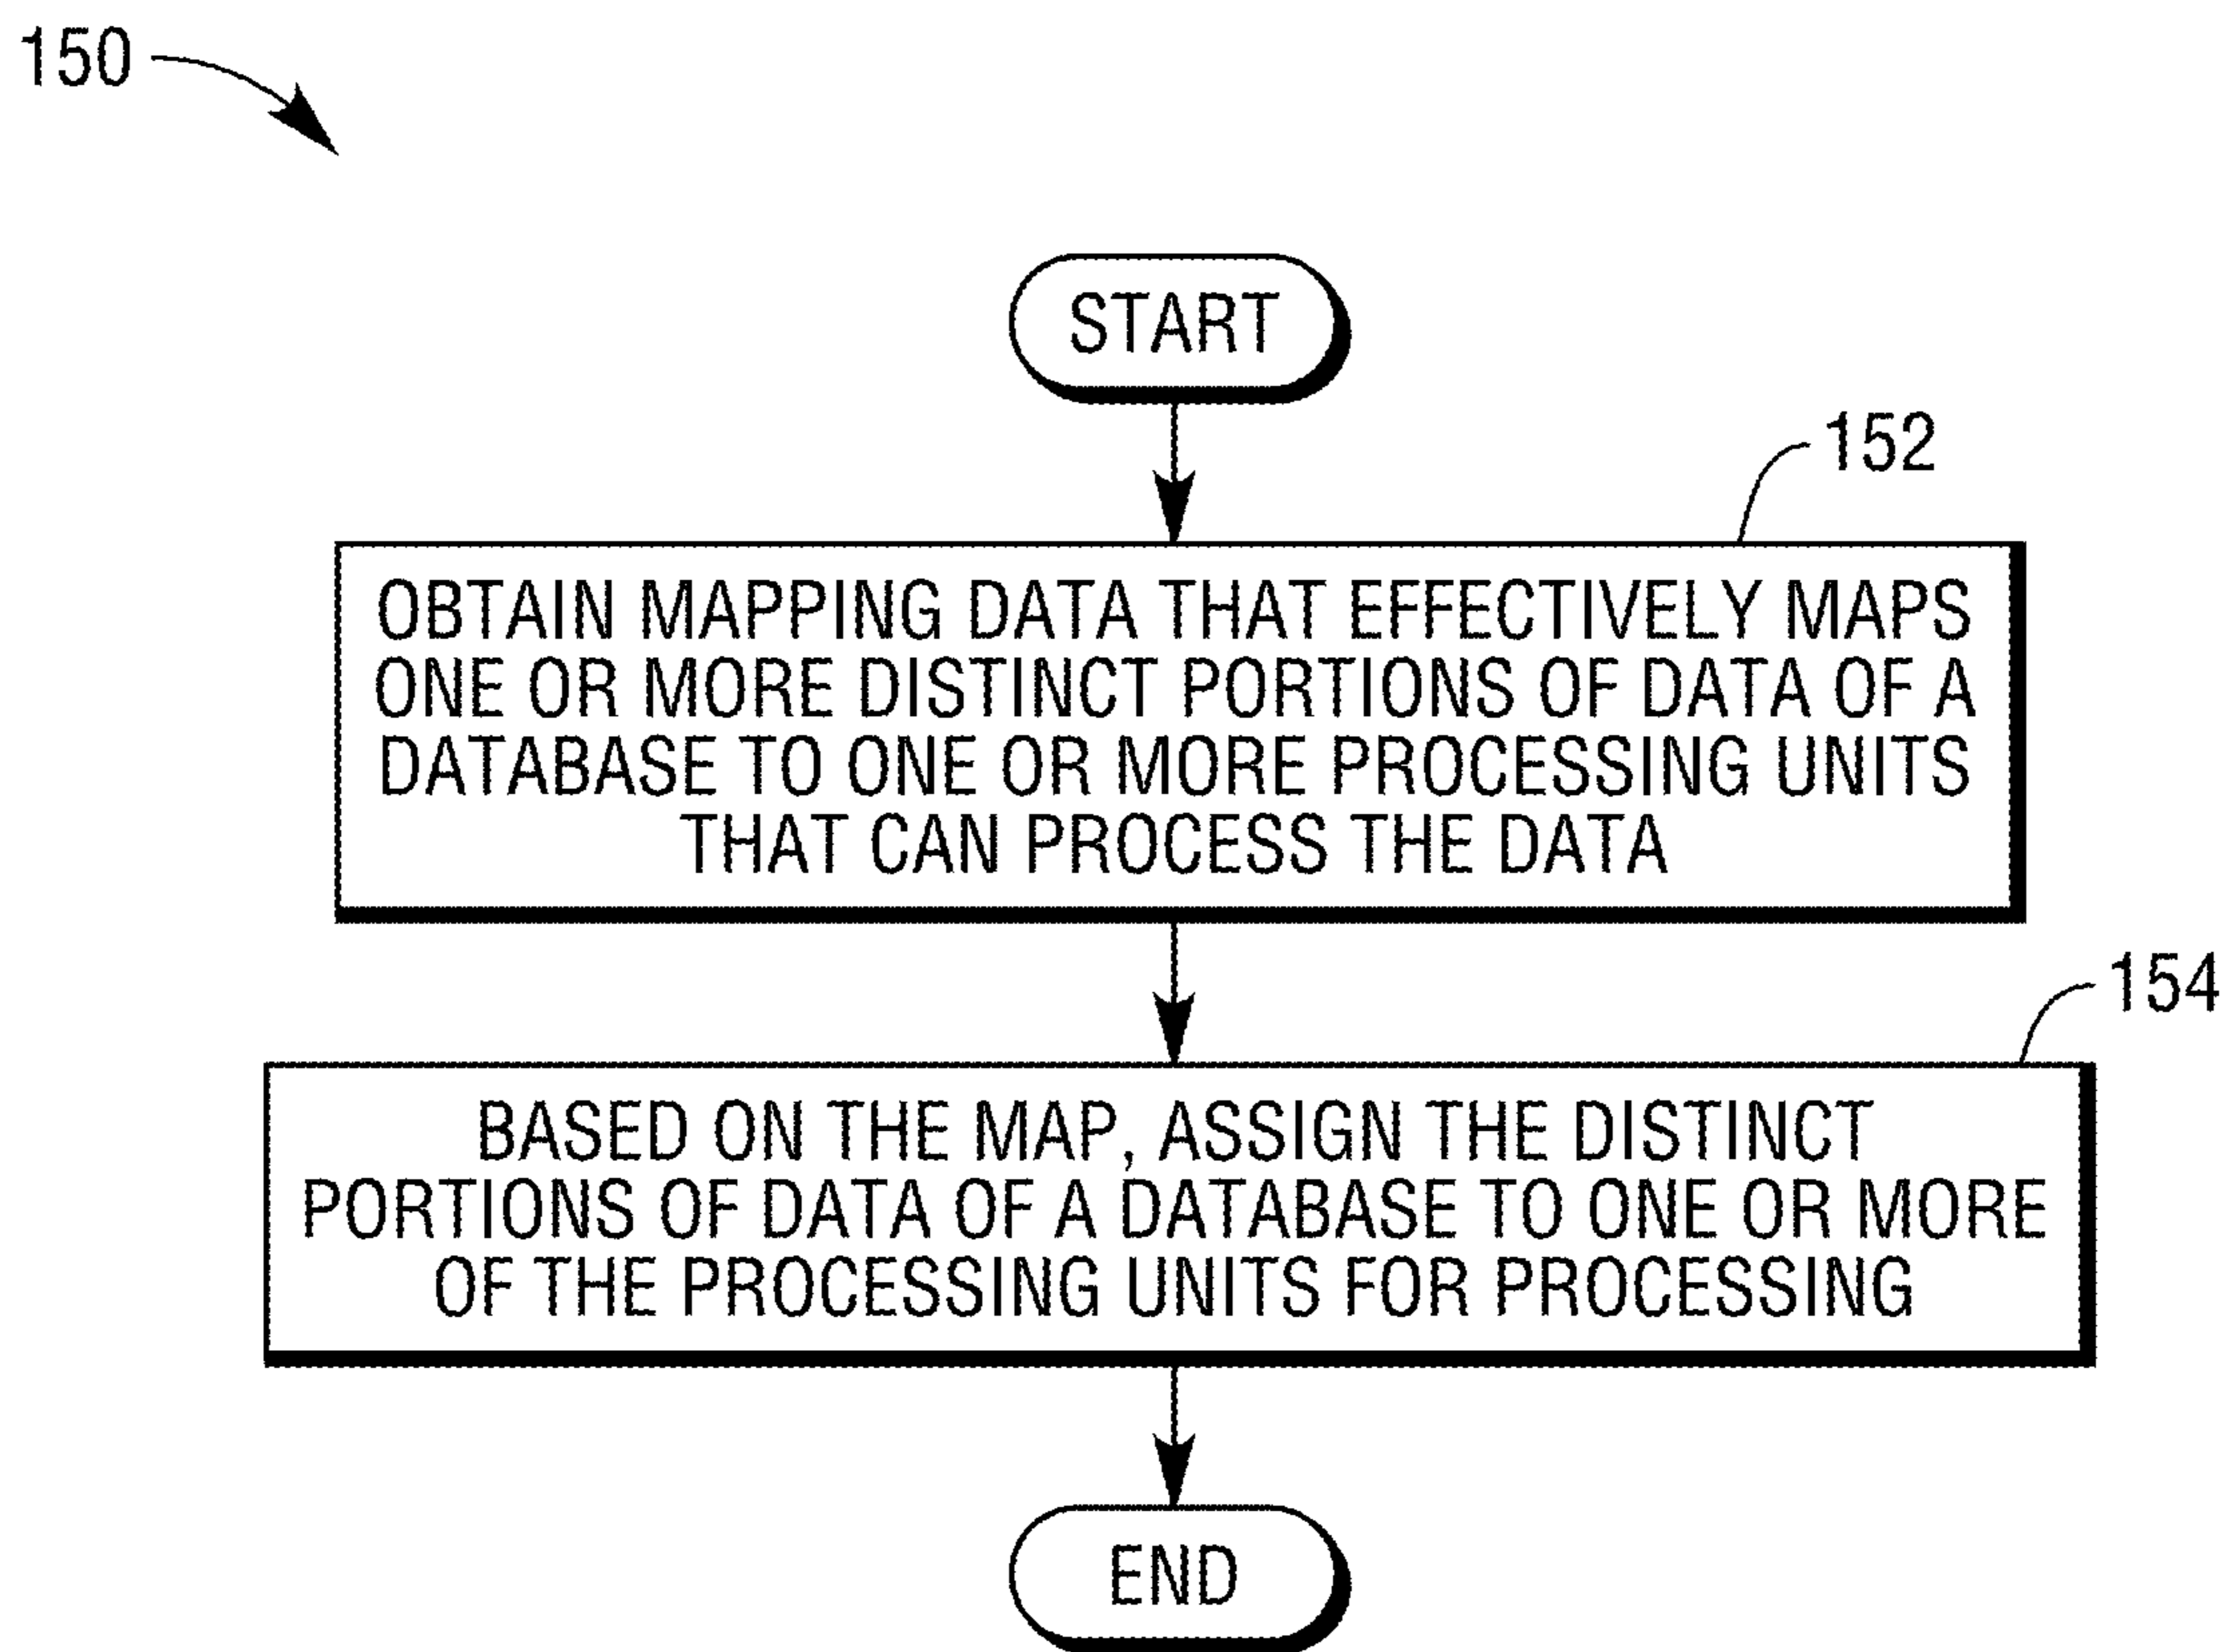 150
START
152
OBTAIN MAPPING DATA THAT EFFECTIVELY MAPS
ONE OR MORE DISTINCT PORTIONS OF DATA OF A
DATABASE TO ONE OR MORE PROCESSING UNITS
THAT CAN PROCESS THE DATA
154
BASED ON THE MAP, ASSIGN THE DISTINCT
PORTIONS OF DATA OF A DATABASE TO ONE OR MORE
OF THE PROCESSING UNITS FOR PROCESSING
END